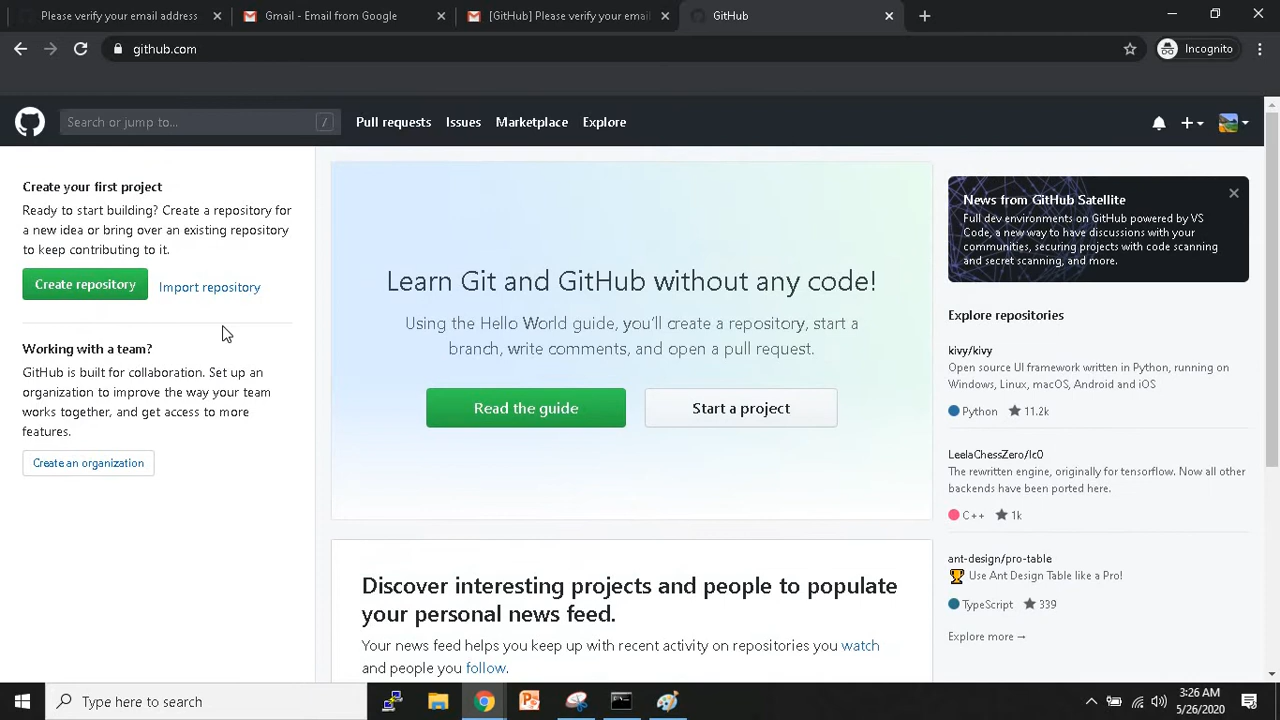 Please verify your email address
Gmail - Email from Google
[GitHub] Please verify your email
GitHub
github.com
Incognito
Search or jump to...
/
Pull requests
Issues
Marketplace
Explore
Create your first project
Ready to start building? Create a repository for
a new idea or bring over an existing repository
to keep contributing to it.
Create repository
Import repository
Working with a team?
GitHub is built for collaboration. Set up an
organization to improve the way your team
works together, and get access to more
features.
Create an organization
Learn Git and GitHub without any code!
Using the Hello World guide, you'll create a repository, start a
branch, write comments, and open a pull request.
Read the guide
Start a project
Discover interesting projects and people to populate
your personal news feed.
Your news feed helps you keep up with recent activity on repositories you watch
and people you follow.
News from GitHub Satellite
Full dev environments on GitHub powered by VS
Code, a new way to have discussions with your
communities, securing projects with code scanning
and secret scanning, and more.
Explore repositories
kivy/kivy
Open source UI framework written in Python, running on
Windows, Linux, macOS, Android and iOS
Python 11.2k
LeelaChessZero/lc0
The rewritten engine, originally for tensorflow. Now all other
backends have been ported here.
C++ 1k
ant-design/pro-table
🏆 Use Ant Design Table like a Pro!
TypeScript 339
Explore more →
Type here to search
3:26 AM
5/26/2020